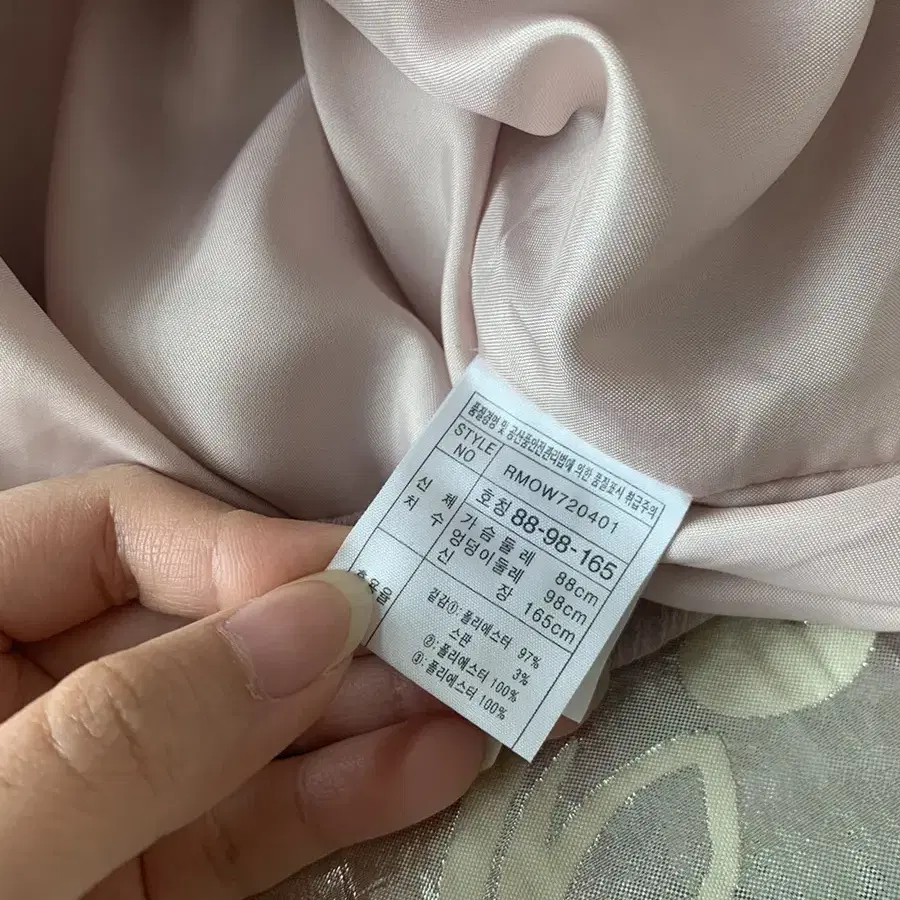 품질경영 및 공산품안전관리법에 의한 품질표시 취급주의
STYLE NO RMOW720401
신체 치수 호칭 88-98-165
가슴둘레 88cm
엉덩이둘레 98cm
신장 165cm
겉감①: 폴리에스터 97%
스판 3%
②: 폴리에스터 100%
③: 폴리에스터 100%